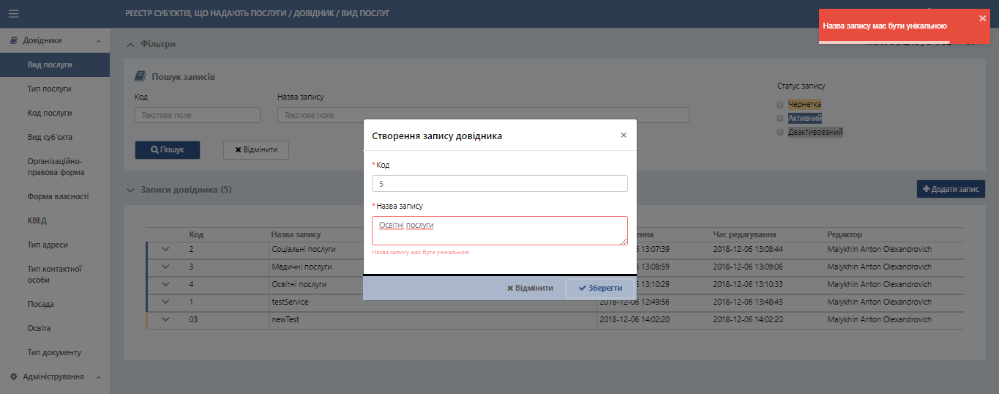 РЕЄСТР СУБ'ЄКТІВ, ЩО НАДАЮТЬ ПОСЛУГИ / ДОВІДНИК / ВИД ПОСЛУГ
Назва запису має бути унікальною
Довідники
Вид послуги
Тип послуги
Код послуги
Вид суб'єкта
Організаційно-
правова форма
Форма власності
КВЕД
Тип адреси
Тип контактної
особи
Посада
Освіта
Тип документу
Адміністрування
Фільтри
Пошук записів
Код
Назва запису
Текстове поле
Текстове поле
Статус запису
Чернетка
Активний
Деактивований
Пошук
Відмінити
Створення запису довідника
*Код
5
*Назва запису
Освітні послуги
Назва запису має бути унікальною
Відмінити
Зберегти
Записи довідника (5)
Додати запис
Код Назва запису Час редагування Редактор
2 Соціальні послуги 13:07:39 2018-12-06 13:08:44 Malykhin Anton Olexandrovich
3 Медичні послуги 13:08:59 2018-12-06 13:09:06 Malykhin Anton Olexandrovich
4 Освітні послуги 13:10:29 2018-12-06 13:10:33 Malykhin Anton Olexandrovich
1 testService 2018-12-06 12:49:56 2018-12-06 13:48:43 Malykhin Anton Olexandrovich
03 newTest 2018-12-06 14:02:20 2018-12-06 14:02:20 Malykhin Anton Olexandrovich